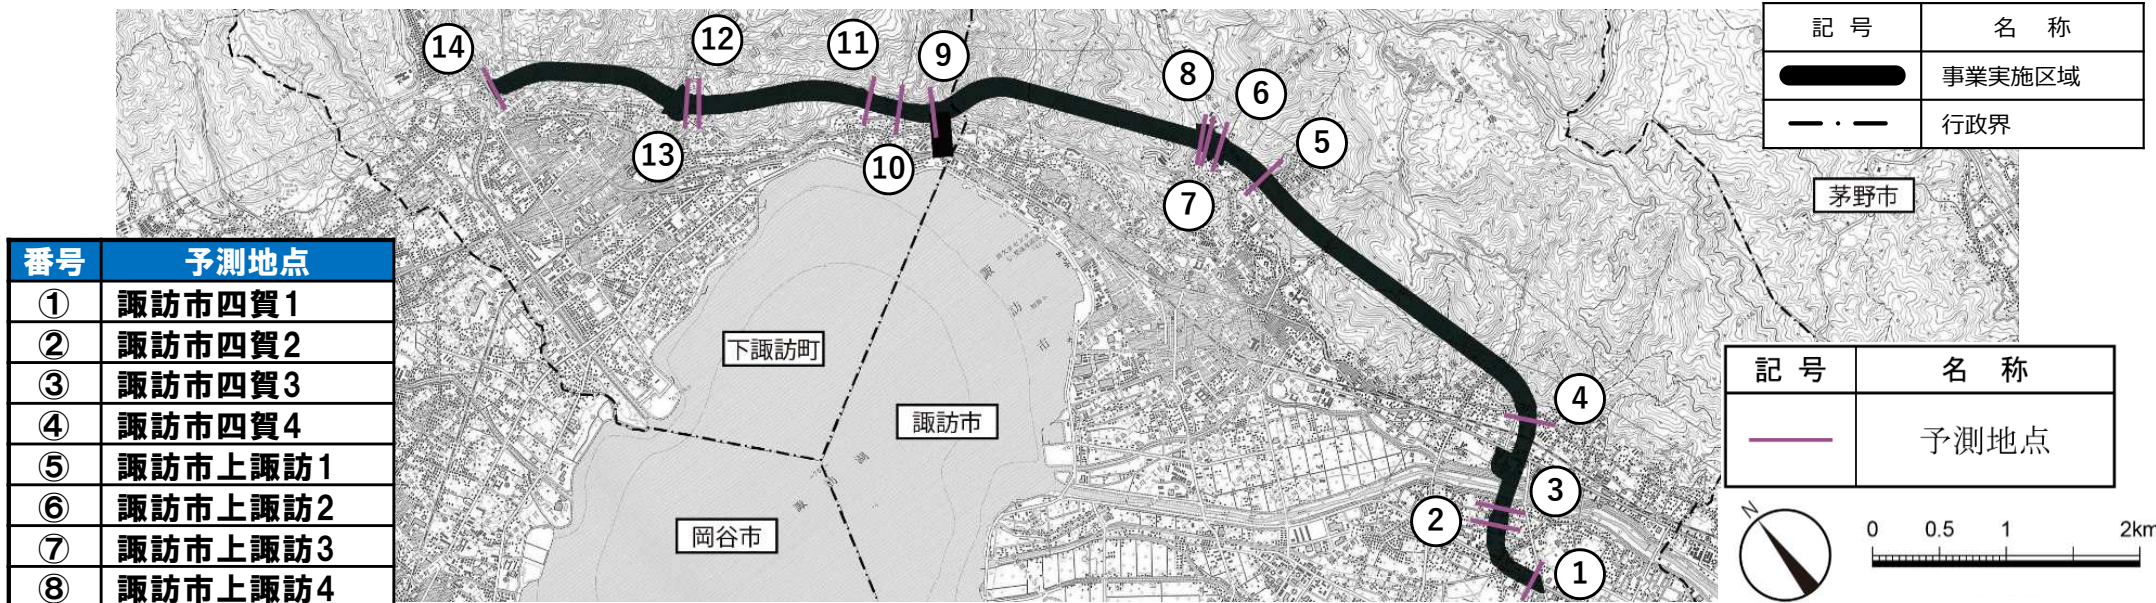 記 号 名 称
事業実施区域
行政界
14
12
11
9
8
6
5
13
10
7
茅野市
番号 予測地点
① 諏訪市四賀1
② 諏訪市四賀2
③ 諏訪市四賀3
④ 諏訪市四賀4
⑤ 諏訪市上諏訪1
⑥ 諏訪市上諏訪2
⑦ 諏訪市上諏訪3
⑧ 諏訪市上諏訪4
下諏訪町
諏訪市
岡谷市
諏訪市
諏訪湖
4
3
2
1
記 号 名 称
予測地点
N
0 0.5 1 2km